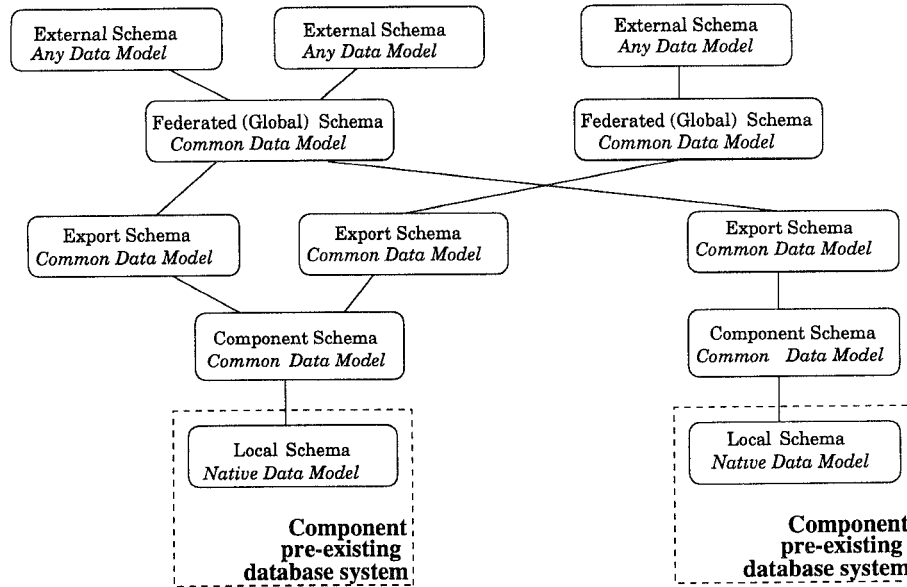 External Schema
Any Data Model
External Schema
Any Data Model
External Schema
Any Data Model
Federated (Global) Schema
Common Data Model
Federated (Global) Schema
Common Data Model
Export Schema
Common Data Model
Export Schema
Common Data Model
Export Schema
Common Data Model
Component Schema
Common Data Model
Component Schema
Common Data Model
Local Schema
Native Data Model
Local Schema
Native Data Model
Component
pre-existing
database system
Component
pre-existing
database system